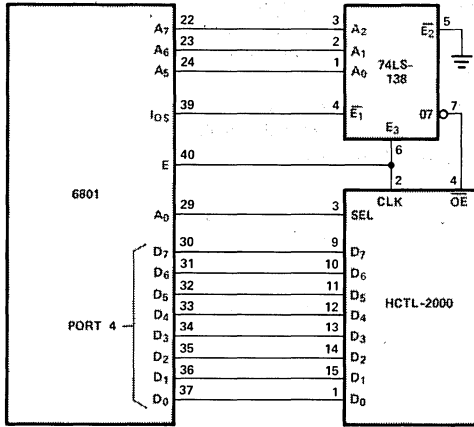 A7 22 3 A2 E2 5
A6 23 2 A1
A5 24 1 A0
74LS-
138
IOS 39 4 E1 O7 7
E3
E 40 6
2 4
CLK OE
6801
A0 29 3 SEL
D7 30 9 D7
D6 31 10 D6
D5 32 11 D5
HCTL-2000
PORT 4 D4 33 12 D4
D3 34 13 D3
D2 35 14 D2
D1 36 15 D1
D0 37 1 D0